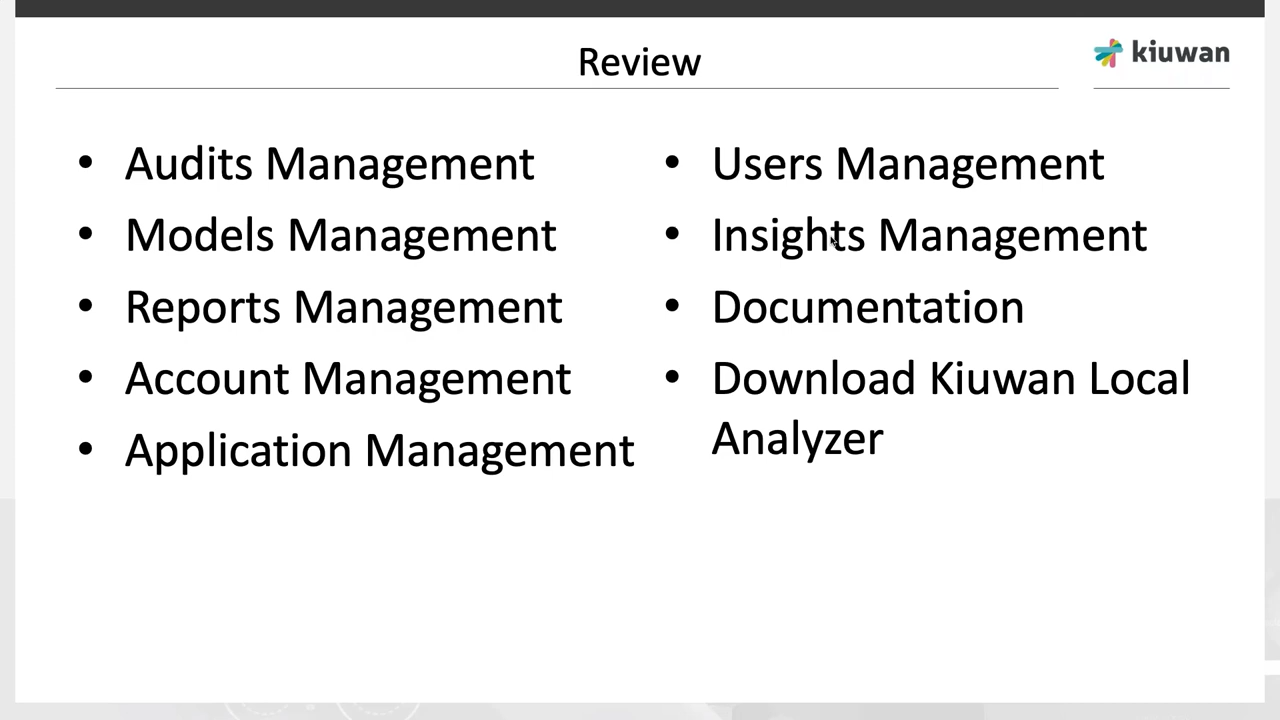 Review
kiuwan
• Audits Management
• Models Management
• Reports Management
• Account Management
• Application Management
• Users Management
• Insights Management
• Documentation
• Download Kiuwan Local
Analyzer